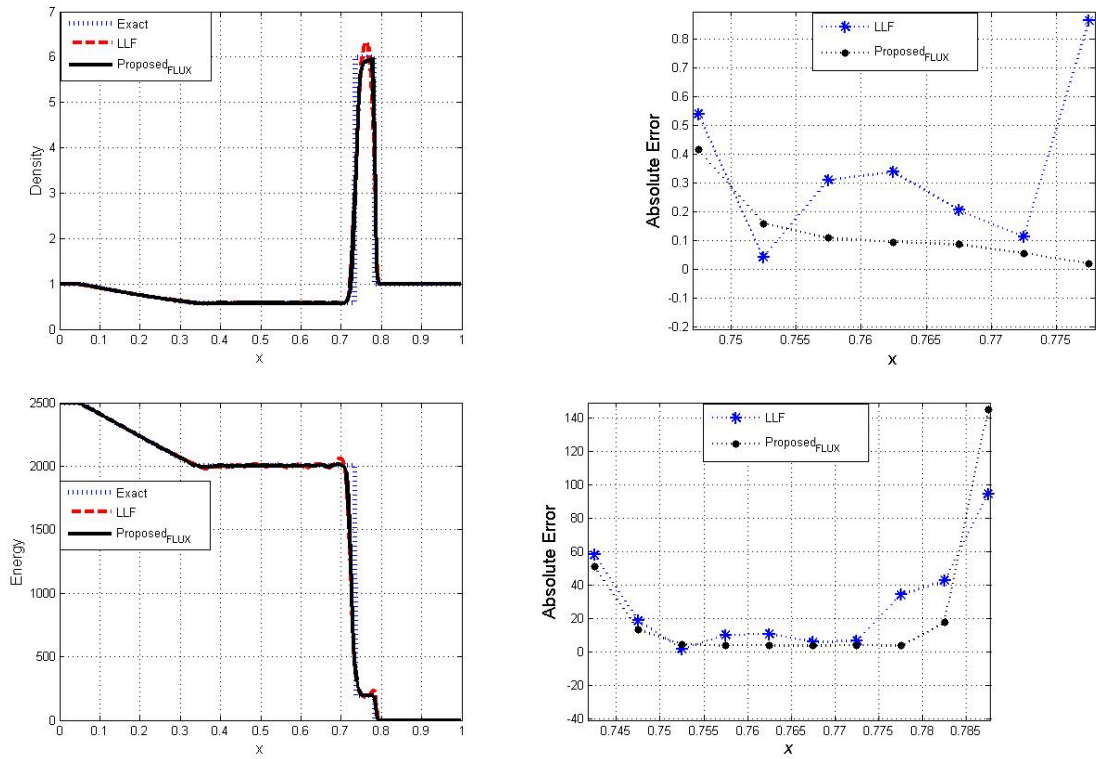 7
6
5
4
3
2
1
0
Density
Exact
LLF
Proposed_FLUX
0 0.1 0.2 0.3 0.4 0.5 0.6 0.7 0.8 0.9 1
x
0.8
0.7
0.6
0.5
0.4
0.3
0.2
0.1
0
-0.1
-0.2
Absolute Error
LLF
Proposed_FLUX
0.75 0.755 0.76 0.765 0.77 0.775
x
2500
2000
1500
1000
500
0
Energy
Exact
LLF
Proposed_FLUX
0 0.1 0.2 0.3 0.4 0.5 0.6 0.7 0.8 0.9 1
x
140
120
100
80
60
40
20
0
-20
-40
Absolute Error
LLF
Proposed_FLUX
0.745 0.75 0.755 0.76 0.765 0.77 0.775 0.78 0.785
x